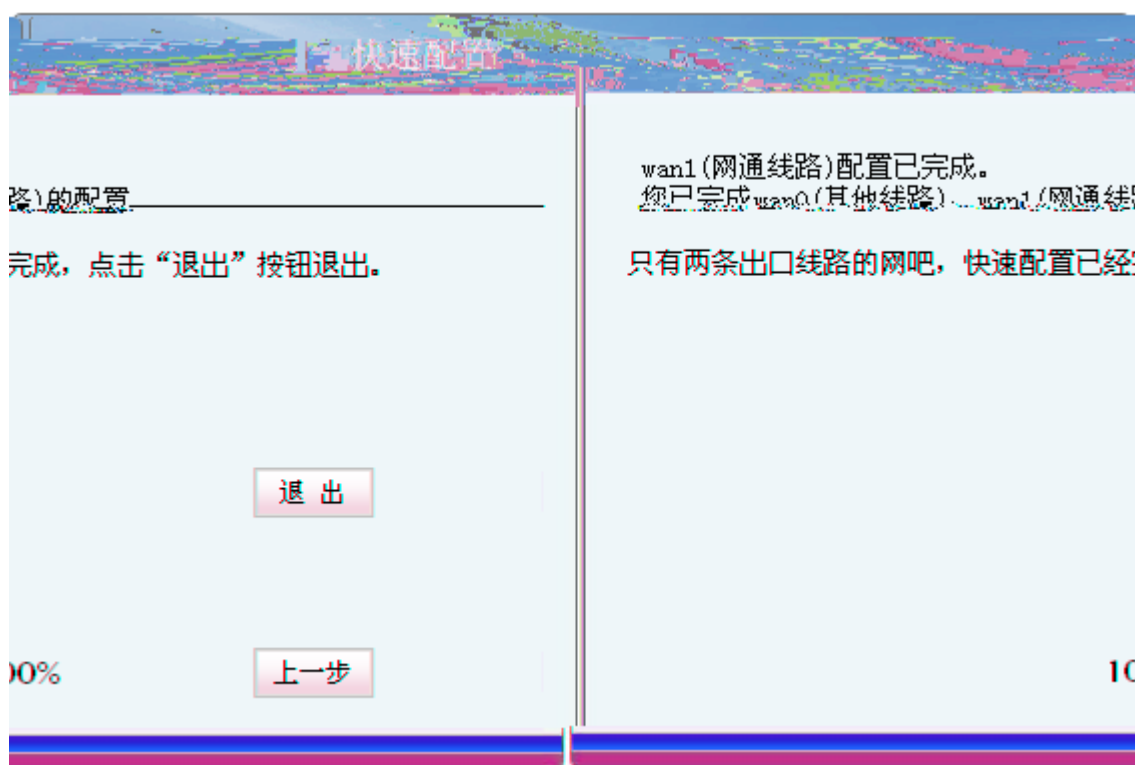 快速配置
路)的配置
完成，点击“退出”按钮退出。
退 出
00%
上一步
wan1(网通线路)配置已完成。
您已完成wan0(其他线路)、wan1(网通线路
只有两条出口线路的网吧，快速配置已经
10